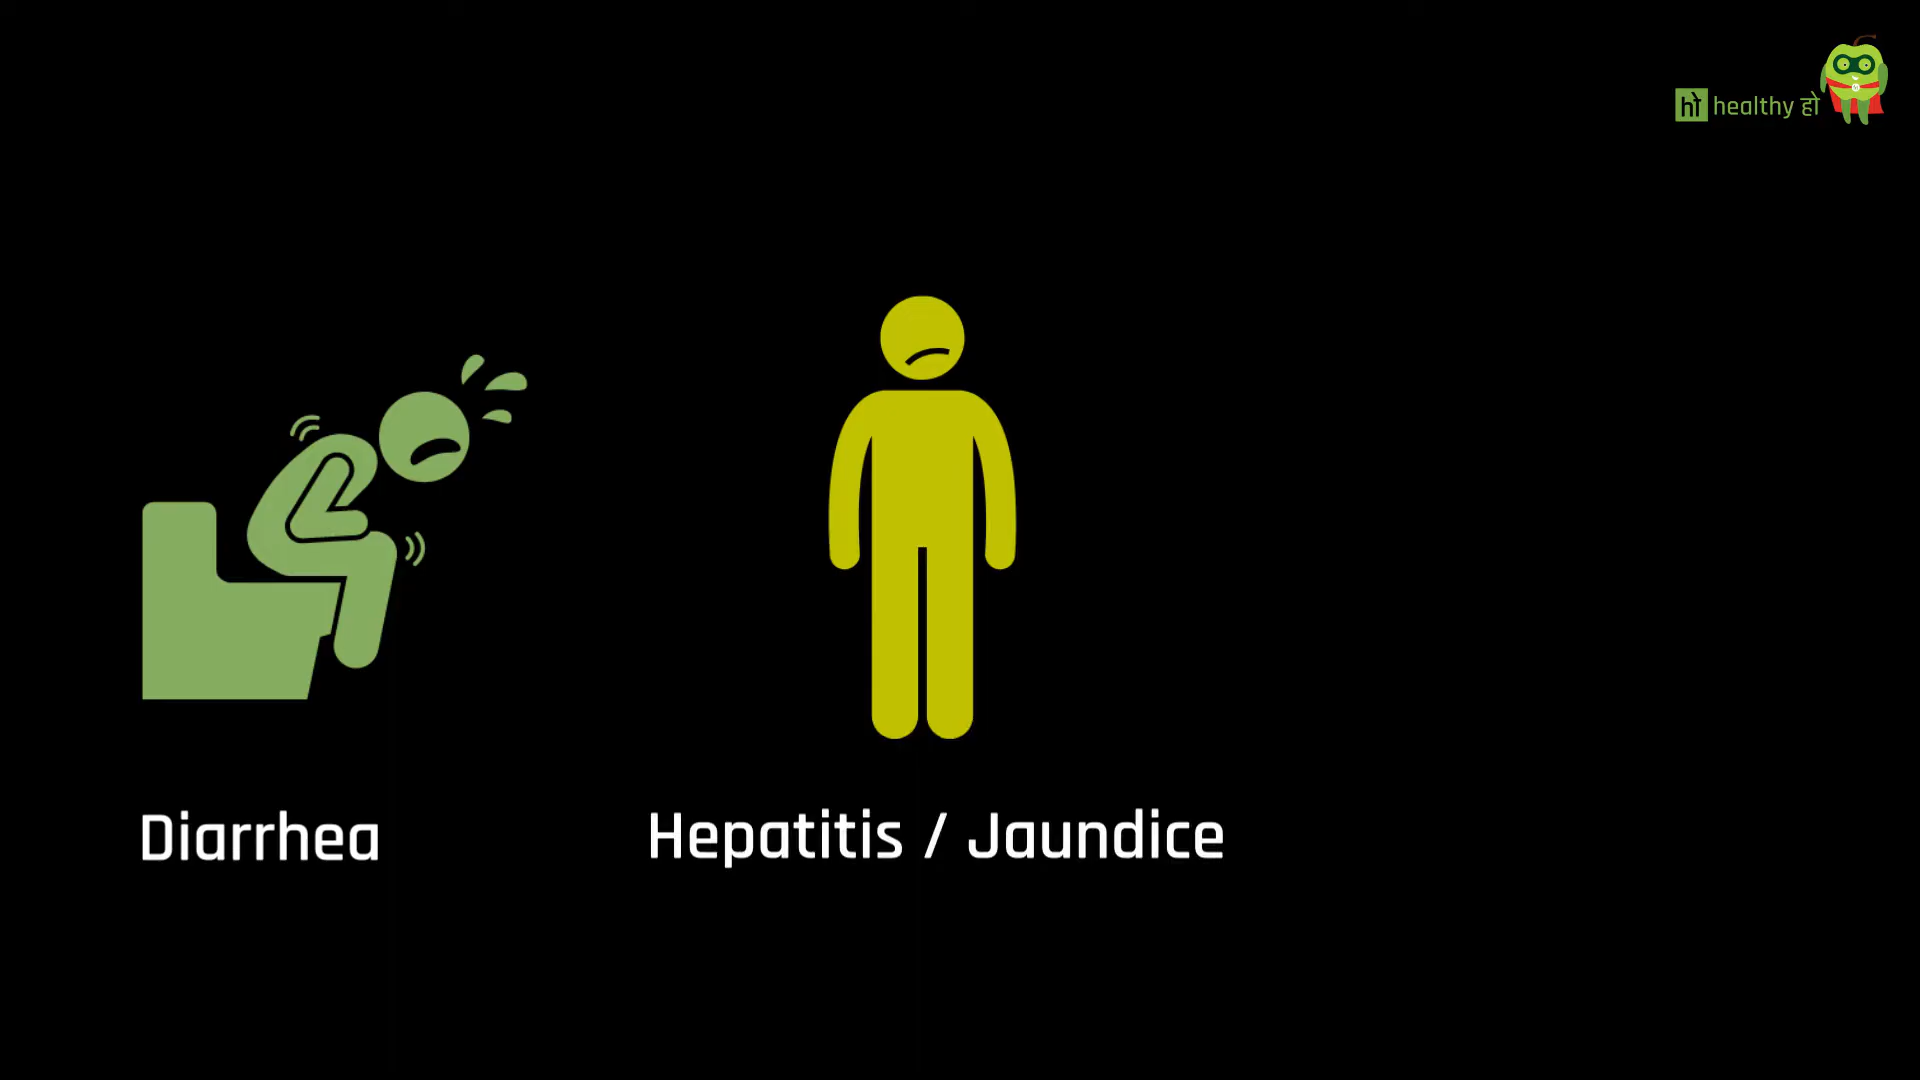 हो healthy हो
Diarrhea
Hepatitis / Jaundice